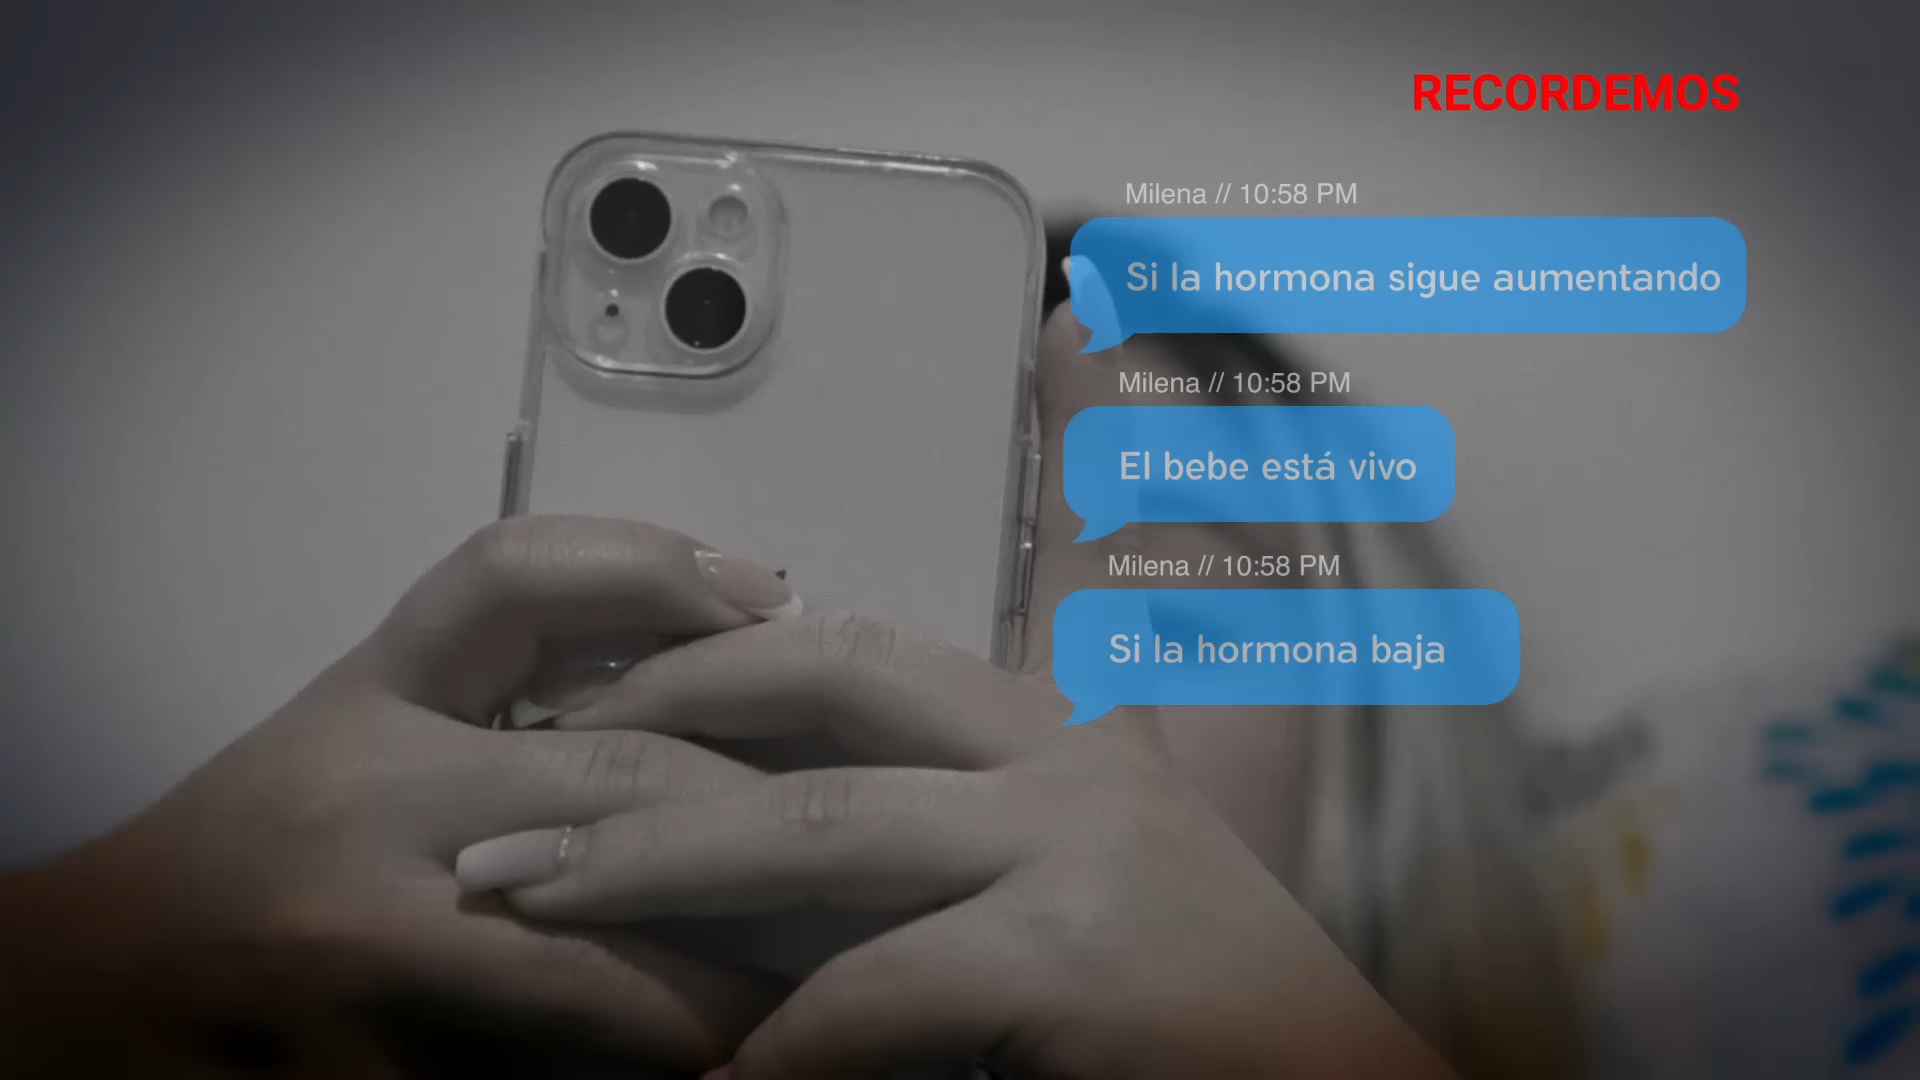 RECORDEMOS
Milena // 10:58 PM
Si la hormona sigue aumentando
Milena // 10:58 PM
El bebe está vivo
Milena // 10:58 PM
Si la hormona baja